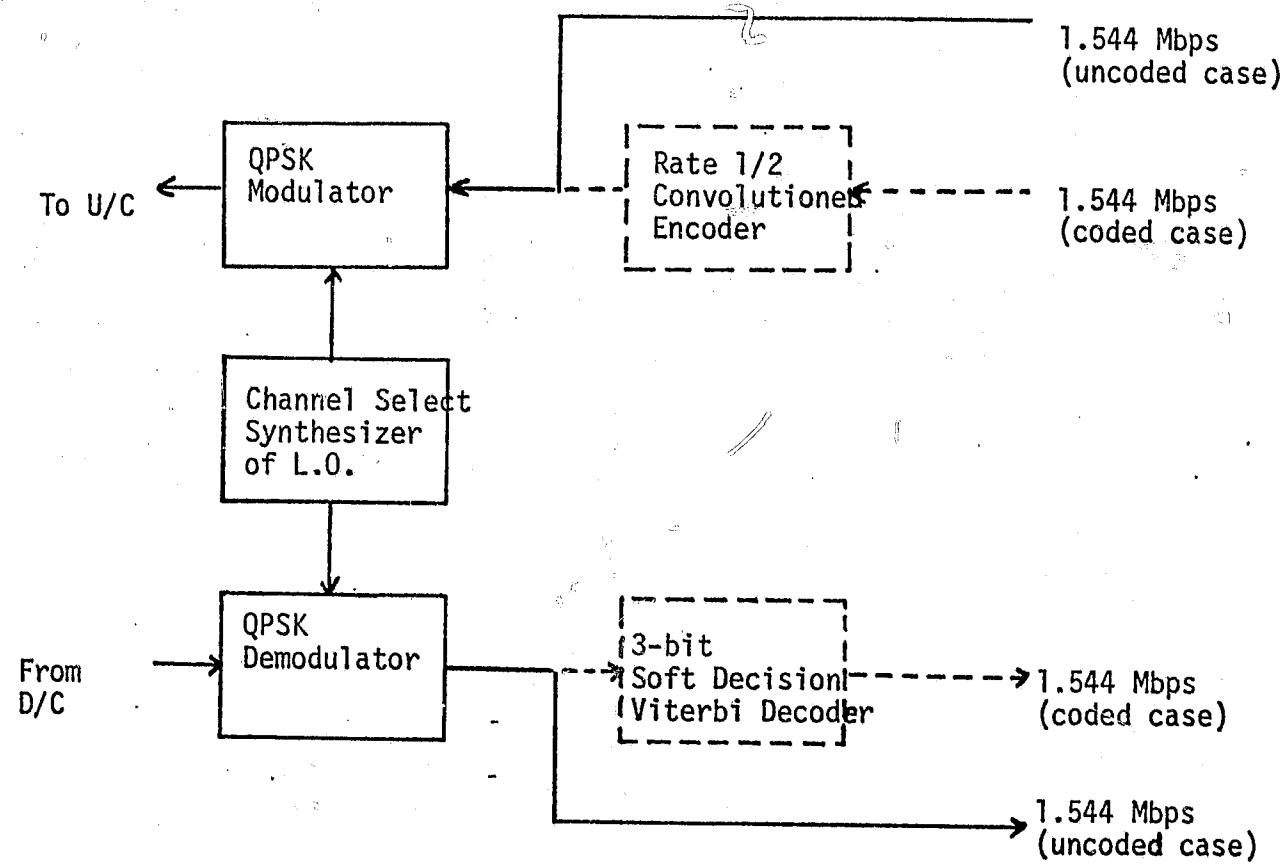 1.544 Mbps
(uncoded case)
QPSK
Modulator
To U/C
Rate 1/2
Convolutioner
Encoder
1.544 Mbps
(coded case)
Channel Select
Synthesizer
of L.O.
QPSK
Demodulator
From
D/C
3-bit
Soft Decision
Viterbi Decoder
1.544 Mbps
(coded case)
1.544 Mbps
(uncoded case)